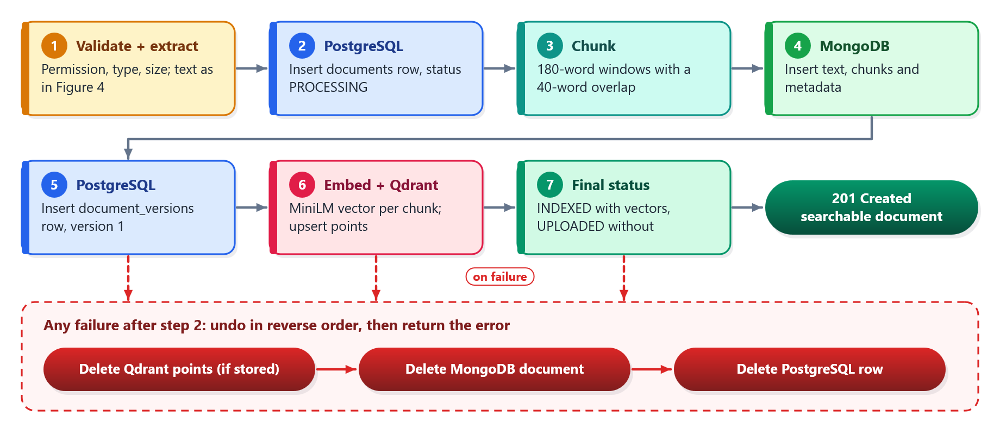 1 Validate + extract
Permission, type, size; text as
in Figure 4
2 PostgreSQL
Insert documents row, status
PROCESSING
3 Chunk
180-word windows with a
40-word overlap
4 MongoDB
Insert text, chunks and
metadata
5 PostgreSQL
Insert document_versions
row, version 1
6 Embed + Qdrant
MiniLM vector per chunk;
upsert points
7 Final status
INDEXED with vectors,
UPLOADED without
201 Created
searchable document
on failure
Any failure after step 2: undo in reverse order, then return the error
Delete Qdrant points (if stored)
Delete MongoDB document
Delete PostgreSQL row